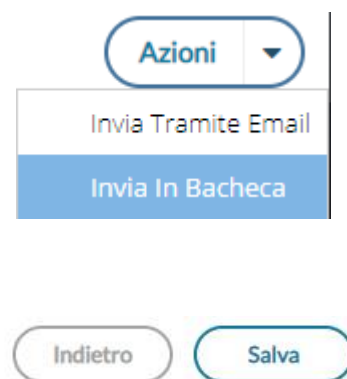 Azioni
Invia Tramite Email
Invia In Bacheca
Indietro Salva